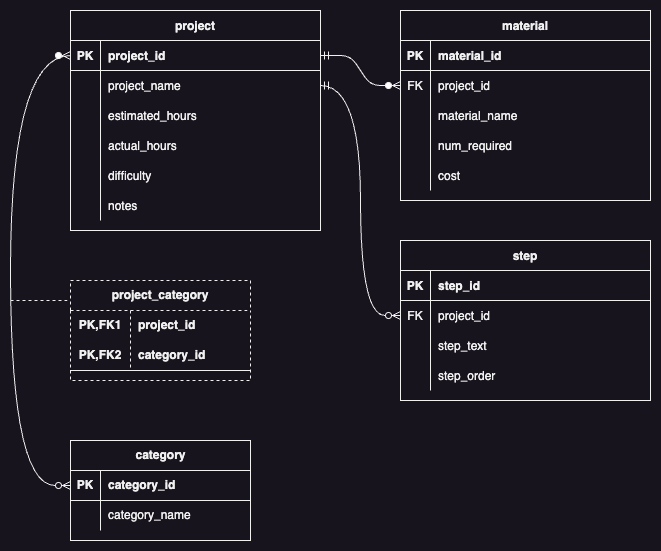 project
PK project_id
project_name
estimated_hours
actual_hours
difficulty
notes
material
PK material_id
FK project_id
material_name
num_required
cost
step
PK step_id
FK project_id
step_text
step_order
project_category
PK,FK1 project_id
PK,FK2 category_id
category
PK category_id
category_name